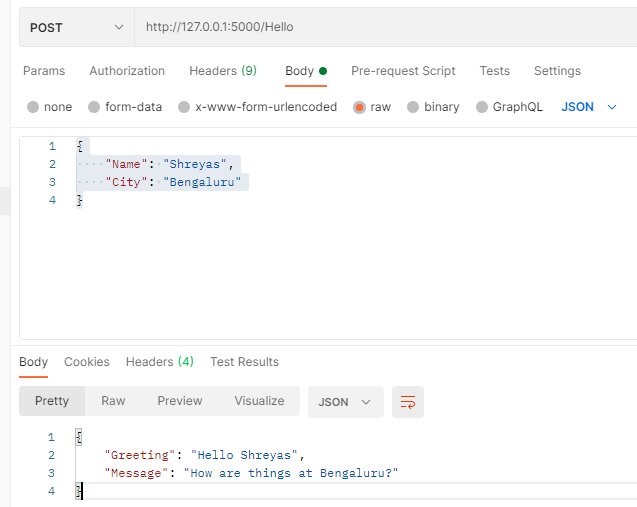 POST http://127.0.0.1:5000/Hello
Params Authorization Headers (9) Body Pre-request Script Tests Settings
none form-data x-www-form-urlencoded raw binary GraphQL JSON
1 {
2 "Name": "Shreyas",
3 "City": "Bengaluru"
4 }
Body Cookies Headers (4) Test Results
Pretty Raw Preview Visualize JSON
1 {
2 "Greeting": "Hello Shreyas",
3 "Message": "How are things at Bengaluru?"
4 }